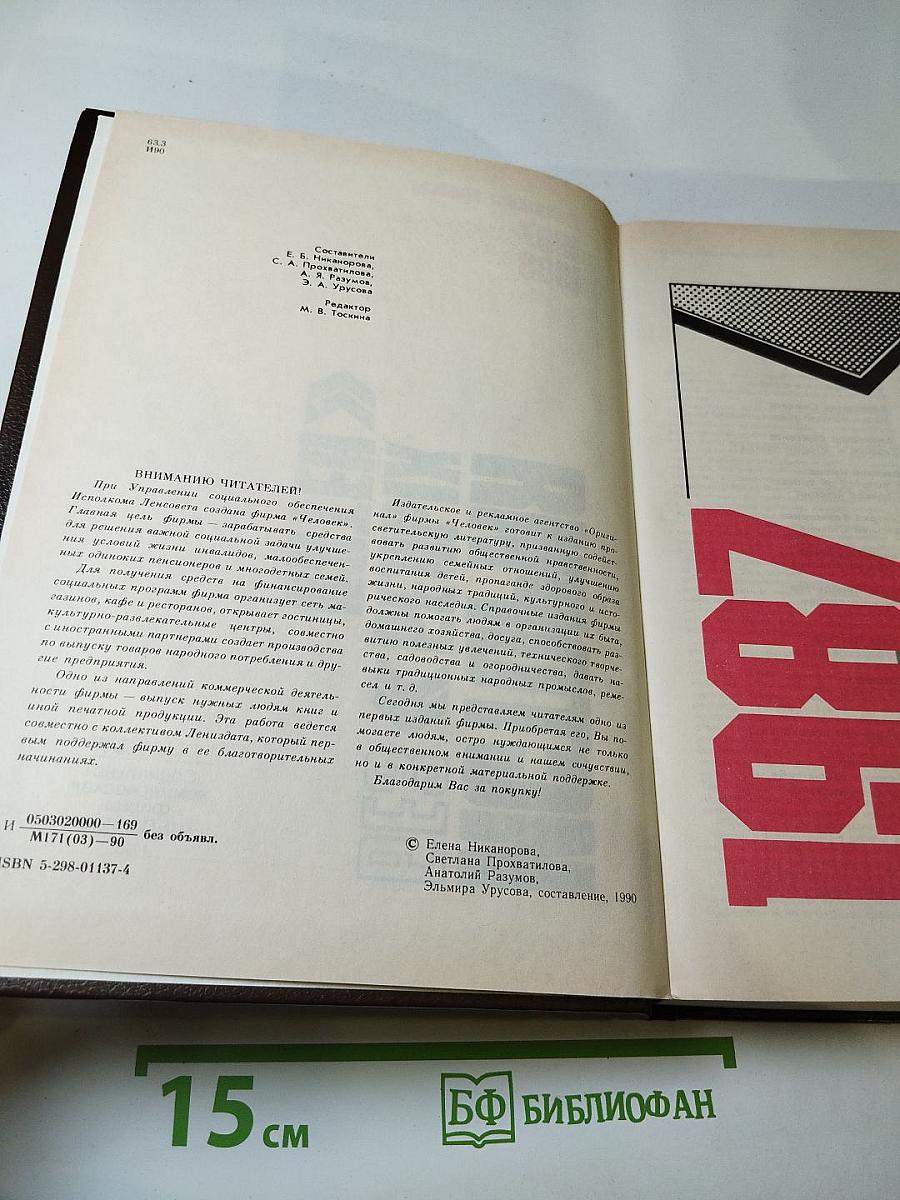 63.3
И90
Составители
Е. Б. Никанорова,
С. А. Прохватилова,
А. Я. Разумов,
Э. А. Урусова
Редактор
М. В. Тоскина
ВНИМАНИЮ ЧИТАТЕЛЕЙ!
При Управлении социального обеспечения
Исполкома Ленсовета создана фирма «Человек».
Главная цель фирмы — зарабатывать средства
для решения важной социальной задачи улучше-
ния условий жизни инвалидов, малообеспечен-
ных одиноких пенсионеров и многодетных семей.
Для получения средств на финансирование
социальных программ фирма организует сеть ма-
газинов, кафе и ресторанов, открывает гостиницы,
культурно-развлекательные центры, совместно
с иностранными партнерами создает производства
по выпуску товаров народного потребления и дру-
гие предприятия.
Одно из направлений коммерческой деятель-
ности фирмы — выпуск нужных людям книг и
иной печатной продукции. Эта работа ведется
совместно с коллективом Лениздата, который пер-
вым поддержал фирму в ее благотворительных
начинаниях.
Издательское и рекламное агентство «Ориги-
нал» фирмы «Человек» готовит к изданию про-
светительскую литературу, призванную содейст-
вовать развитию общественной нравственности,
укреплению семейных отношений, улучшению
воспитания детей, пропаганде здорового образа
жизни, народных традиций, культурного и исто-
рического наследия. Справочные издания фирмы
должны помогать людям в организации их быта,
домашнего хозяйства, досуга, способствовать раз-
витию полезных увлечений, технического творче-
ства, садоводства и огородничества, давать на-
выки традиционных народных промыслов, реме-
сел и т. д.
Сегодня мы представляем читателям одно из
первых изданий фирмы. Приобретая его, Вы по-
могаете людям, остро нуждающимся не только
в общественном внимании и нашем сочувствии,
но и в конкретной материальной поддержке.
Благодарим Вас за покупку!
И 0503020000—169
М171(03)—90 без объявл.
ISBN 5-298-01137-4
© Елена Никанорова,
Светлана Прохватилова,
Анатолий Разумов,
Эльмира Урусова, составление, 1990
1987
15 см
БФ БИБЛИОФАН